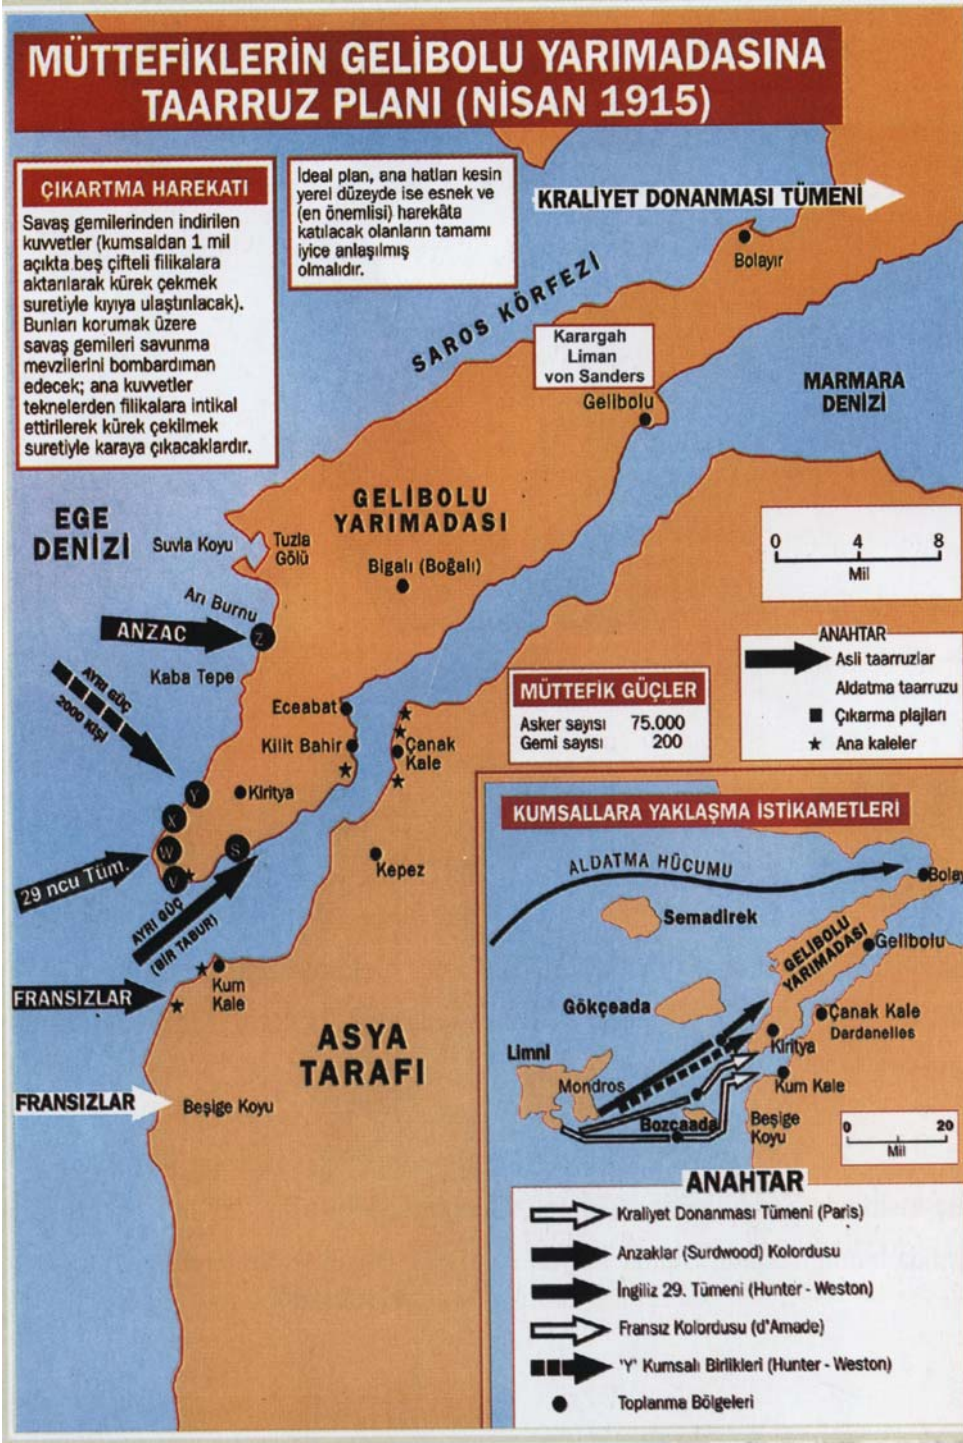 MÜTTEFİKLERİN GELİBOLU YARIMADASINA
TAARRUZ PLANI (NİSAN 1915)
ÇIKARTMA HAREKATI
Savaş gemilerinden indirilen
kuvvetler (kumsaldan 1 mil
açıkta beş çifteli filikalara
aktarılarak kürek çekmek
suretiyle kıyıya ulaştırılacak).
Bunları korumak üzere
savaş gemileri savunma
mevzilerini bombardıman
edecek; ana kuvvetler
teknelerden filikalara intikal
ettirilerek kürek çekilmek
suretiyle karaya çıkacaklardır.
İdeal plan, ana hatları kesin
yerel düzeyde ise esnek ve
(en önemlisi) harekâta
katılacak olanların tamamı
iyice anlaşılmış
olmalıdır.
KRALİYET DONANMASI TÜMENİ
Bolayır
SAROS KÖRFEZİ
Karargah
Liman
von Sanders
Gelibolu
MARMARA
DENİZİ
EGE
DENİZİ
GELİBOLU
YARIMADASI
Suvla Koyu
Tuzla
Gölü
Bigalı (Boğalı)
0 4 8
Mil
Arı Burnu
ANZAC
Z
Kaba Tepe
AYRI GÜÇ
2000 KİŞİ
Eceabat
Kilit Bahir
Çanak
Kale
Kiritya
Y
X
W
V
S
29 ncu Tüm.
AYRI GÜÇ
(BİR TABUR)
Kepez
Kum
Kale
FRANSIZLAR
ASYA
TARAFI
FRANSIZLAR
Beşige Koyu
MÜTTEFİK GÜÇLER
Asker sayısı 75.000
Gemi sayısı 200
ANAHTAR
Asli taarruzlar
Aldatma taarruzu
Çıkarma plajları
Ana kaleler
KUMSALLARA YAKLAŞMA İSTİKAMETLERİ
ALDATMA HÜCUMU
Bolay
Semadirek
GELİBOLU
YARIMADASI
Gelibolu
Gökçeada
Çanak Kale
Dardanelles
Kiritya
Limni
Mondros
Kum Kale
Bozcaada
Beşige
Koyu
0 20
Mil
ANAHTAR
Kraliyet Donanması Tümeni (Paris)
Anzaklar (Surdwood) Kolordusu
İngiliz 29. Tümeni (Hunter - Weston)
Fransız Kolordusu (d'Amade)
'Y' Kumsalı Birlikleri (Hunter - Weston)
Toplanma Bölgeleri